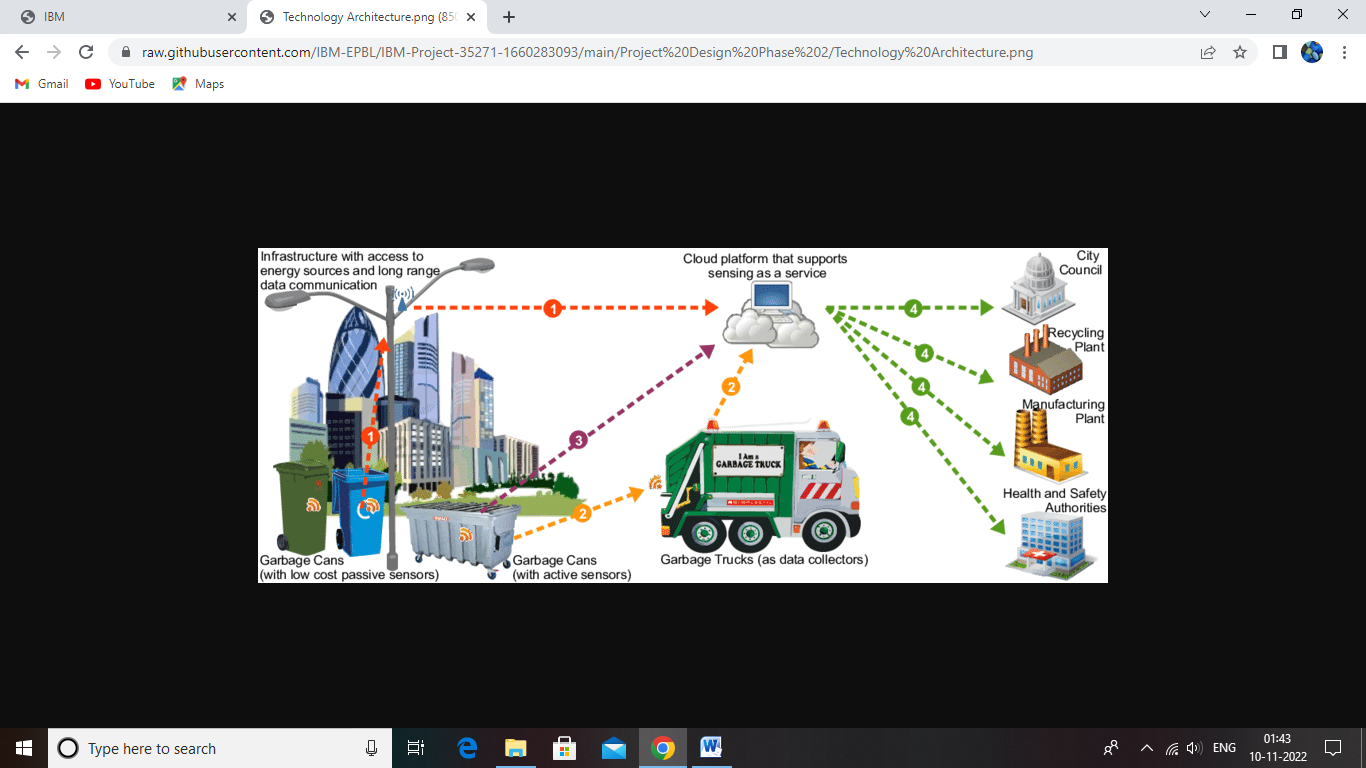 IBM
Technology Architecture.png (850
raw.githubusercontent.com/IBM-EPBL/IBM-Project-35271-1660283093/main/Project%20Design%20Phase%202/Technology%20Architecture.png
Gmail
YouTube
Maps
Infrastructure with access to
energy sources and long range
data communication
Cloud platform that supports
sensing as a service
City
Council
1
4
Recycling
Plant
4
2
4
Manufacturing
Plant
4
1
3
I Am a
GARBAGE TRUCK
Health and Safety
Authorities
2
Garbage Cans
(with low cost passive sensors)
Garbage Cans
(with active sensors)
Garbage Trucks (as data collectors)
Type here to search
ENG
01:43
10-11-2022